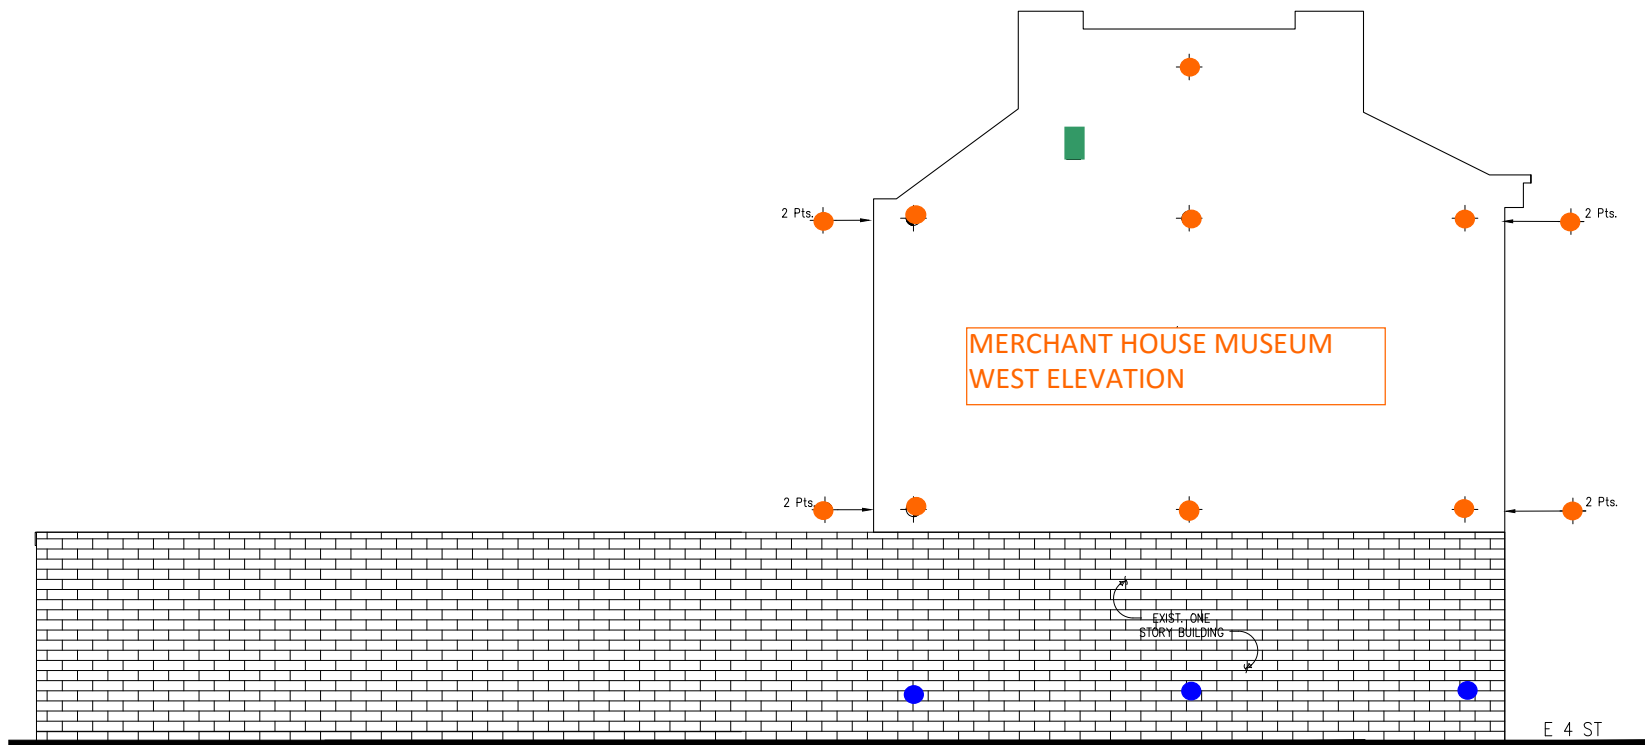 2 Pts.
2 Pts.
MERCHANT HOUSE MUSEUM
WEST ELEVATION
2 Pts.
2 Pts.
EXIST. ONE
STORY BUILDING
E 4 ST